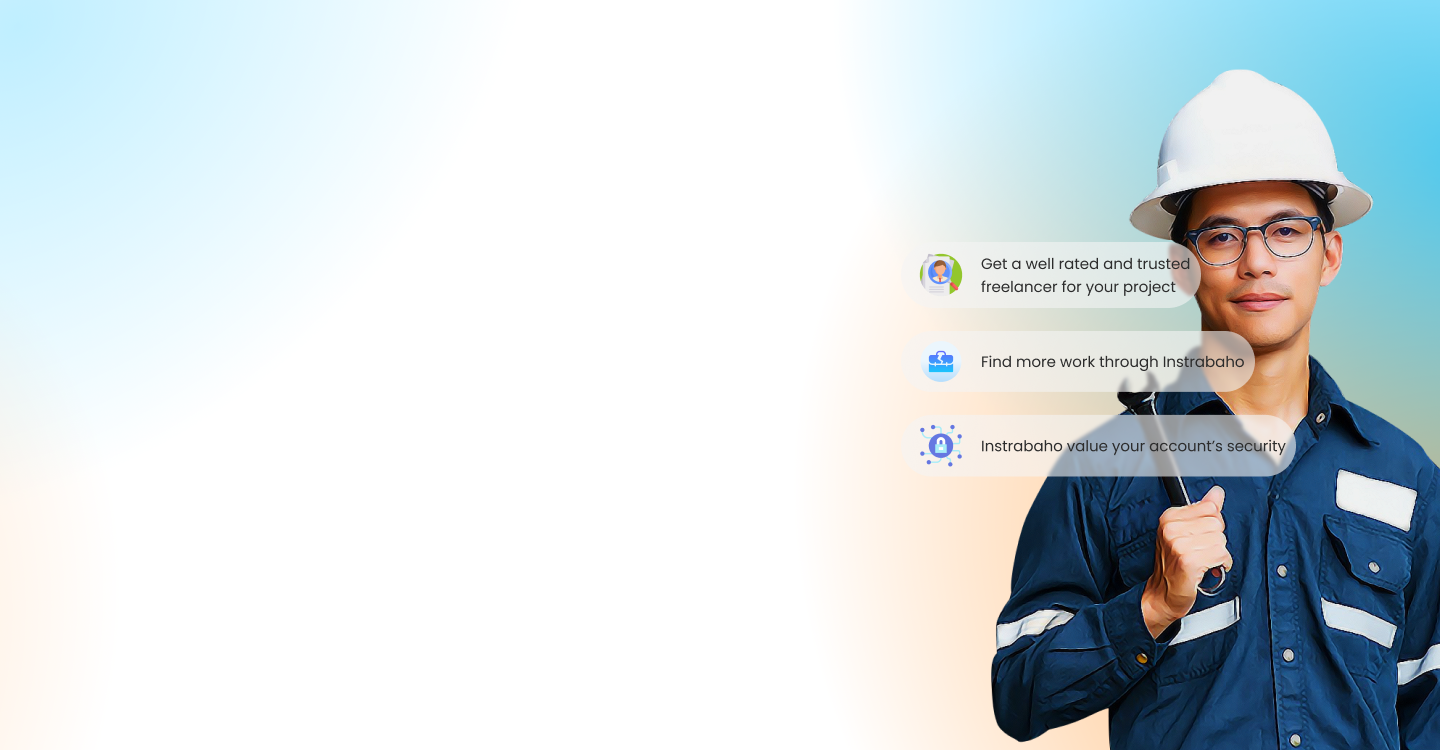 Get a well rated and trusted
freelancer for your project
Find more work through Instrabaho
Instrabaho value your account’s security